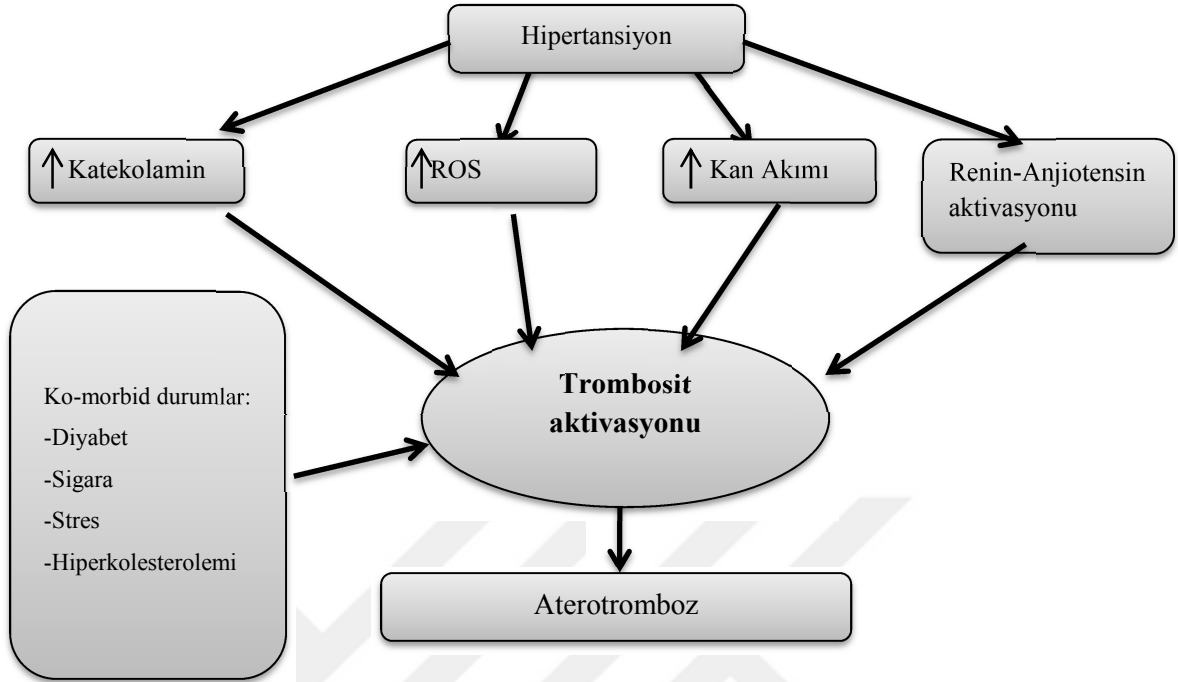 Hipertansiyon
↑ Katekolamin
↑ROS
↑ Kan Akımı
Renin-Anjiotensin
aktivasyonu
Ko-morbid durumlar:
-Diyabet
-Sigara
-Stres
-Hiperkolesterolemi
Trombosit
aktivasyonu
Aterotromboz